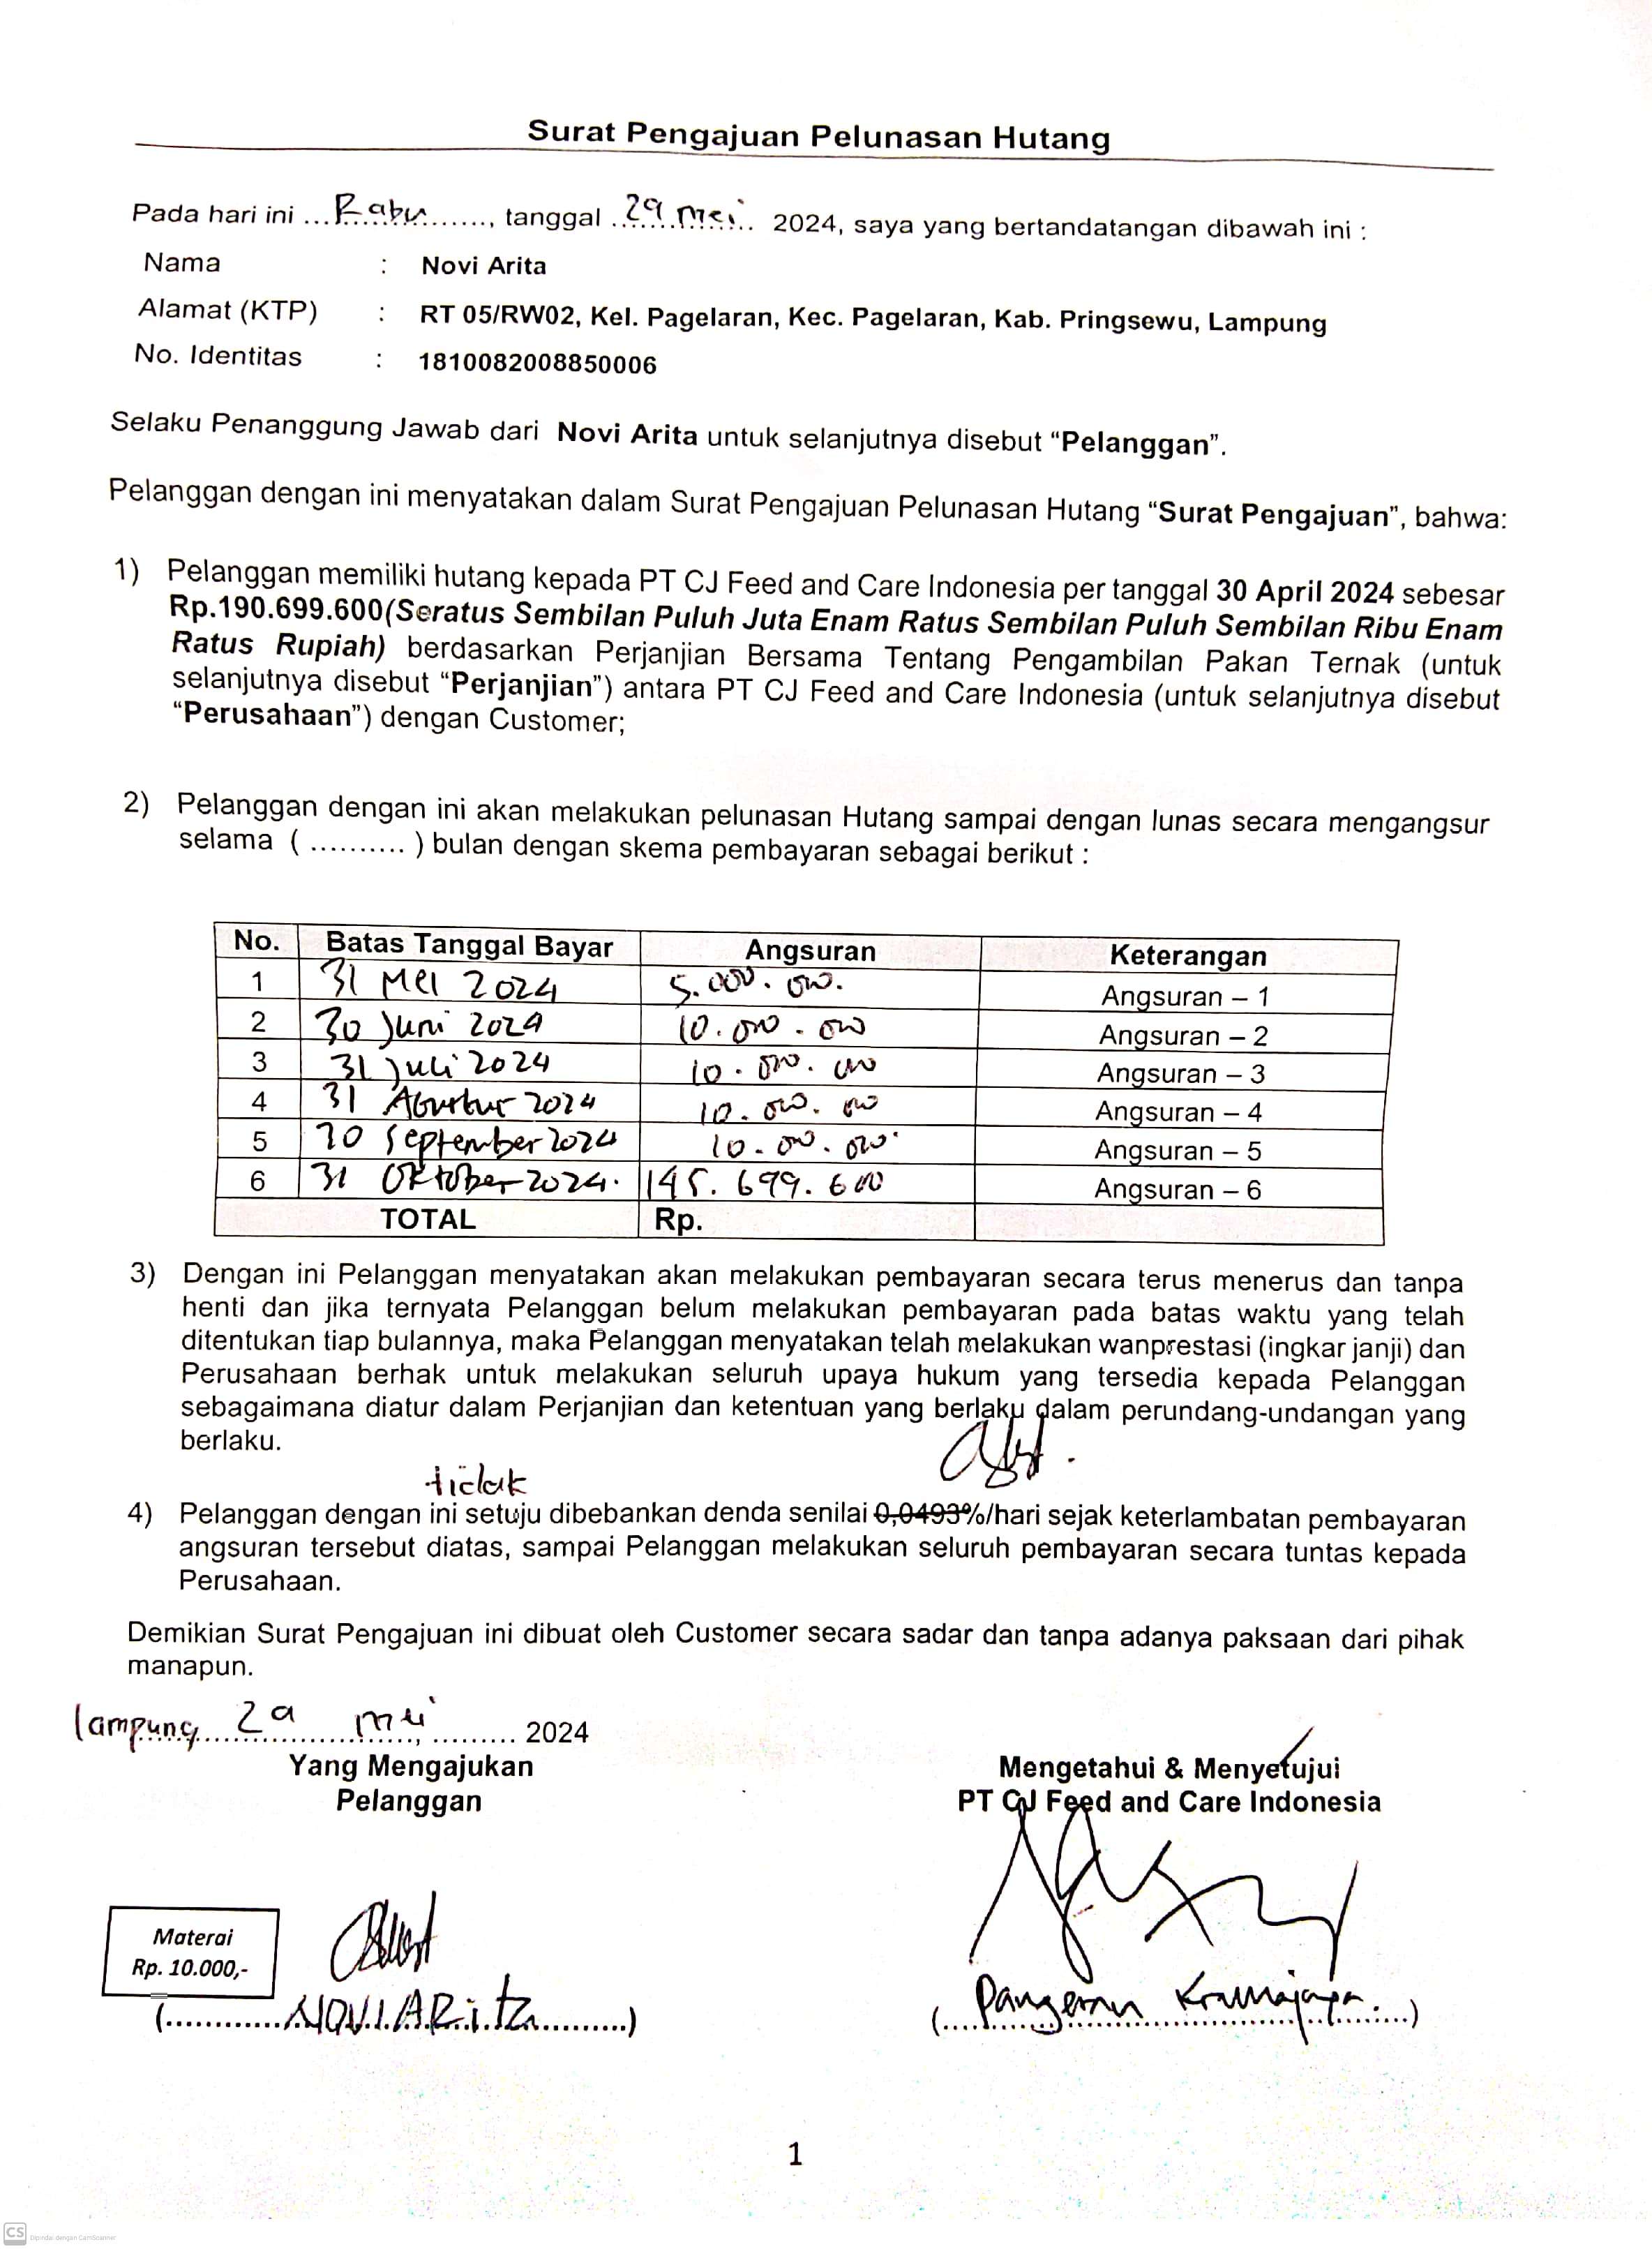 Surat Pengajuan Pelunasan Hutang
Pada hari ini ...Rabu..........., tanggal ..29 mei.. 2024, saya yang bertandatangan dibawah ini :
Nama : Novi Arita
Alamat (KTP) : RT 05/RW02, Kel. Pagelaran, Kec. Pagelaran, Kab. Pringsewu, Lampung
No. Identitas : 1810082008850006
Selaku Penanggung Jawab dari Novi Arita untuk selanjutnya disebut “Pelanggan”.
Pelanggan dengan ini menyatakan dalam Surat Pengajuan Pelunasan Hutang “Surat Pengajuan”, bahwa:
1) Pelanggan memiliki hutang kepada PT CJ Feed and Care Indonesia per tanggal 30 April 2024 sebesar
Rp.190.699.600(Seratus Sembilan Puluh Juta Enam Ratus Sembilan Puluh Sembilan Ribu Enam
Ratus Rupiah) berdasarkan Perjanjian Bersama Tentang Pengambilan Pakan Ternak (untuk
selanjutnya disebut “Perjanjian”) antara PT CJ Feed and Care Indonesia (untuk selanjutnya disebut
“Perusahaan”) dengan Customer;
2) Pelanggan dengan ini akan melakukan pelunasan Hutang sampai dengan lunas secara mengangsur
selama ( .......... ) bulan dengan skema pembayaran sebagai berikut :
No. Batas Tanggal Bayar Angsuran Keterangan
1 31 Mei 2024 5.000.000. Angsuran – 1
2 30 Juni 2024 10.000.000 Angsuran – 2
3 31 Juli 2024 10.000.000 Angsuran – 3
4 31 Agustus 2024 10.000.000 Angsuran – 4
5 30 September 2024 10.000.000 Angsuran – 5
6 31 Oktober 2024. 145.699.600 Angsuran – 6
TOTAL Rp.
3) Dengan ini Pelanggan menyatakan akan melakukan pembayaran secara terus menerus dan tanpa
henti dan jika ternyata Pelanggan belum melakukan pembayaran pada batas waktu yang telah
ditentukan tiap bulannya, maka Pelanggan menyatakan telah melakukan wanprestasi (ingkar janji) dan
Perusahaan berhak untuk melakukan seluruh upaya hukum yang tersedia kepada Pelanggan
sebagaimana diatur dalam Perjanjian dan ketentuan yang berlaku dalam perundang-undangan yang
berlaku.
tidak
4) Pelanggan dengan ini setuju dibebankan denda senilai 0,0493%/hari sejak keterlambatan pembayaran
angsuran tersebut diatas, sampai Pelanggan melakukan seluruh pembayaran secara tuntas kepada
Perusahaan.
Demikian Surat Pengajuan ini dibuat oleh Customer secara sadar dan tanpa adanya paksaan dari pihak
manapun.
lampung 29 mei ......... 2024
Yang Mengajukan
Pelanggan
Mengetahui & Menyetujui
PT CJ Feed and Care Indonesia
Materai
Rp. 10.000,-
(............NOVI ARita..........)
(....Pangeran Kramajaya.....)
1
CS Dipindai dengan CamScanner